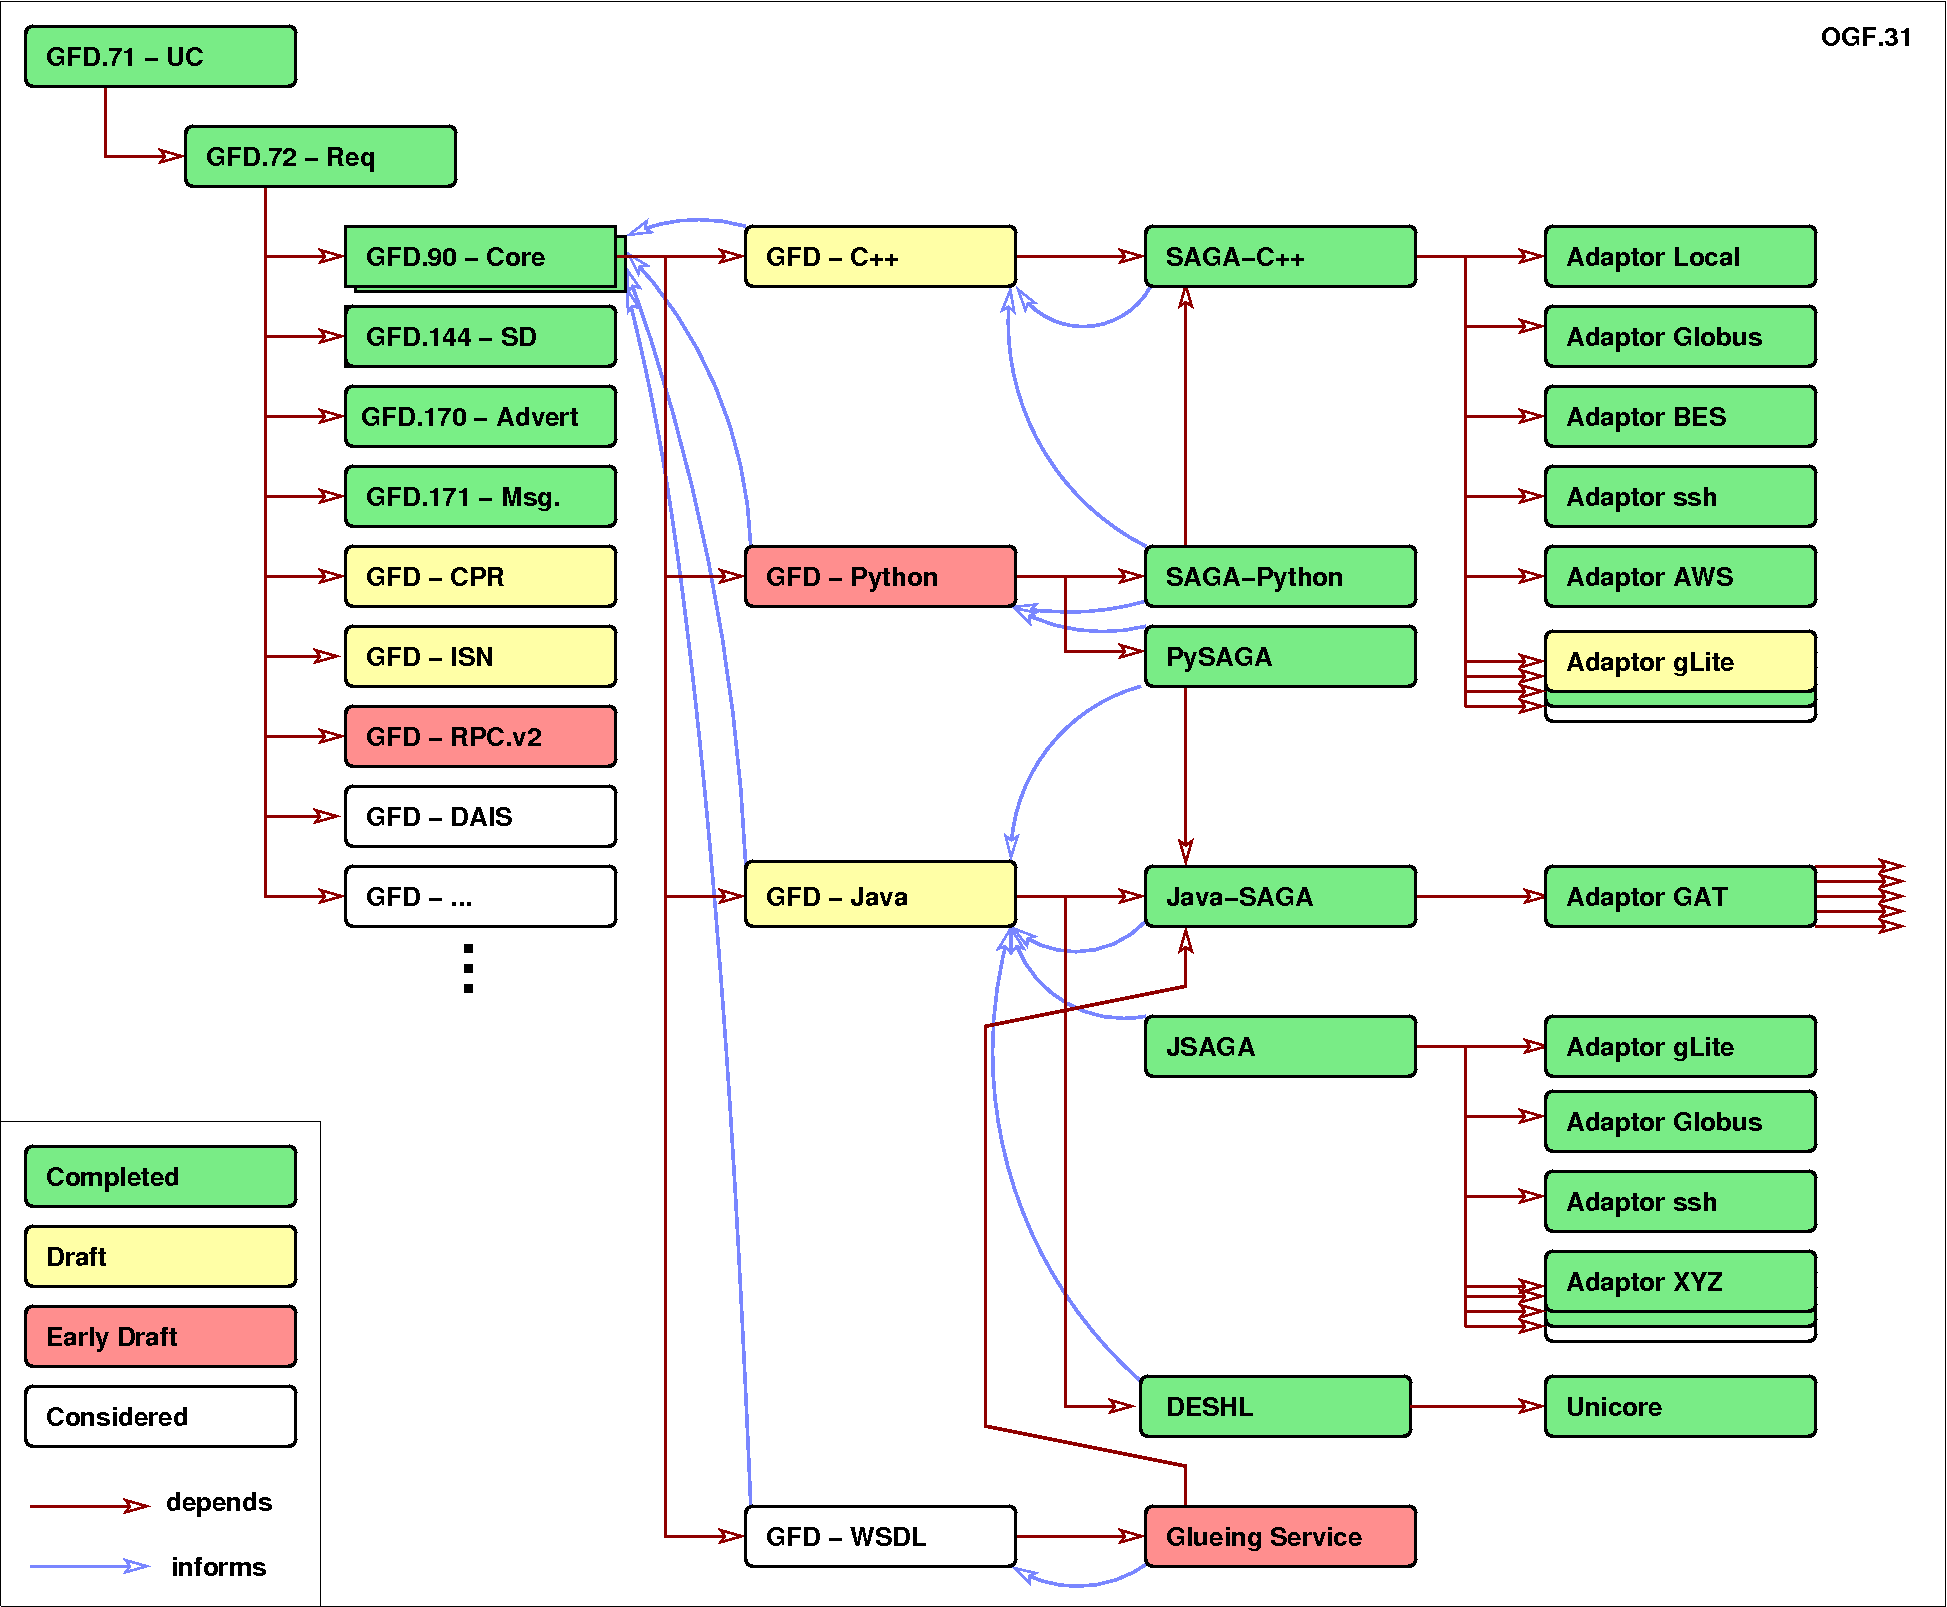 OGF.31
GFD.71 – UC
GFD.72 – Req
GFD.90 – Core
GFD – C++
SAGA–C++
Adaptor Local
GFD.144 – SD
Adaptor Globus
GFD.170 – Advert
Adaptor BES
GFD.171 – Msg.
Adaptor ssh
GFD – CPR
GFD – Python
SAGA–Python
Adaptor AWS
GFD – ISN
PySAGA
Adaptor gLite
GFD – RPC.v2
GFD – DAIS
GFD – ...
GFD – Java
Java–SAGA
Adaptor GAT
JSAGA
Adaptor gLite
Adaptor Globus
Adaptor ssh
Adaptor XYZ
DESHL
Unicore
GFD – WSDL
Glueing Service
Completed
Draft
Early Draft
Considered
depends
informs